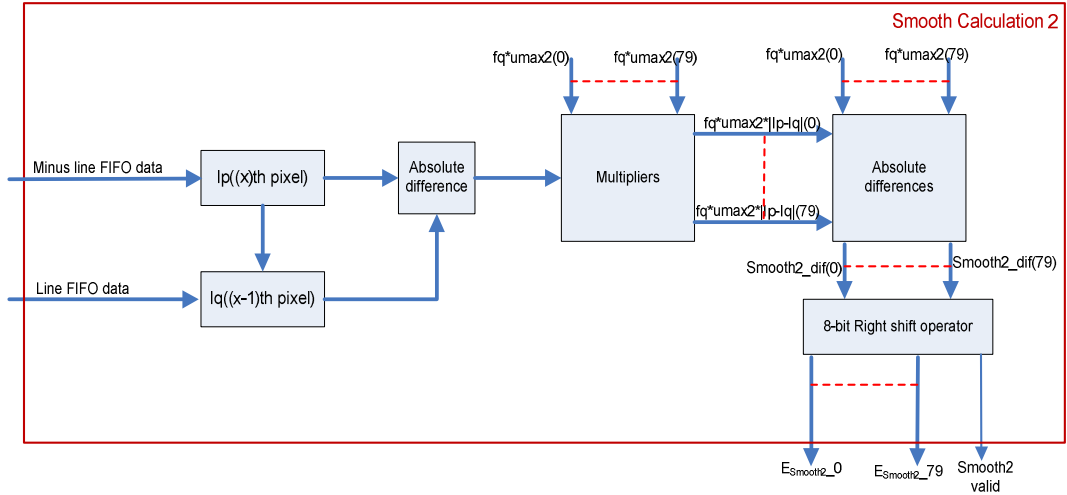 Smooth Calculation 2
fq*umax2(0)
fq*umax2(79)
fq*umax2(0)
fq*umax2(79)
Minus line FIFO data
Ip((x)th pixel)
Absolute
difference
Multipliers
fq*umax2*|Ip-Iq|(0)
fq*umax2*|Ip-Iq|(79)
Absolute
differences
Line FIFO data
Iq((x-1)th pixel)
Smooth2_dif(0)
Smooth2_dif(79)
8-bit Right shift operator
ESmooth2_0
ESmooth2_79
Smooth2
valid